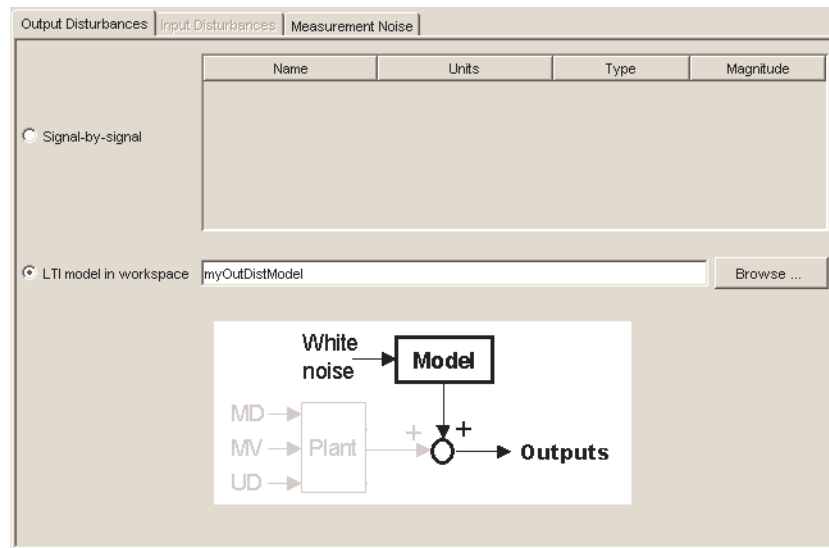 Output Disturbances Input Disturbances Measurement Noise
Name Units Type Magnitude
Signal-by-signal
LTI model in workspace myOutDistModel Browse ...
White
noise
Model
MD
MV
UD
Plant
+ +
Outputs